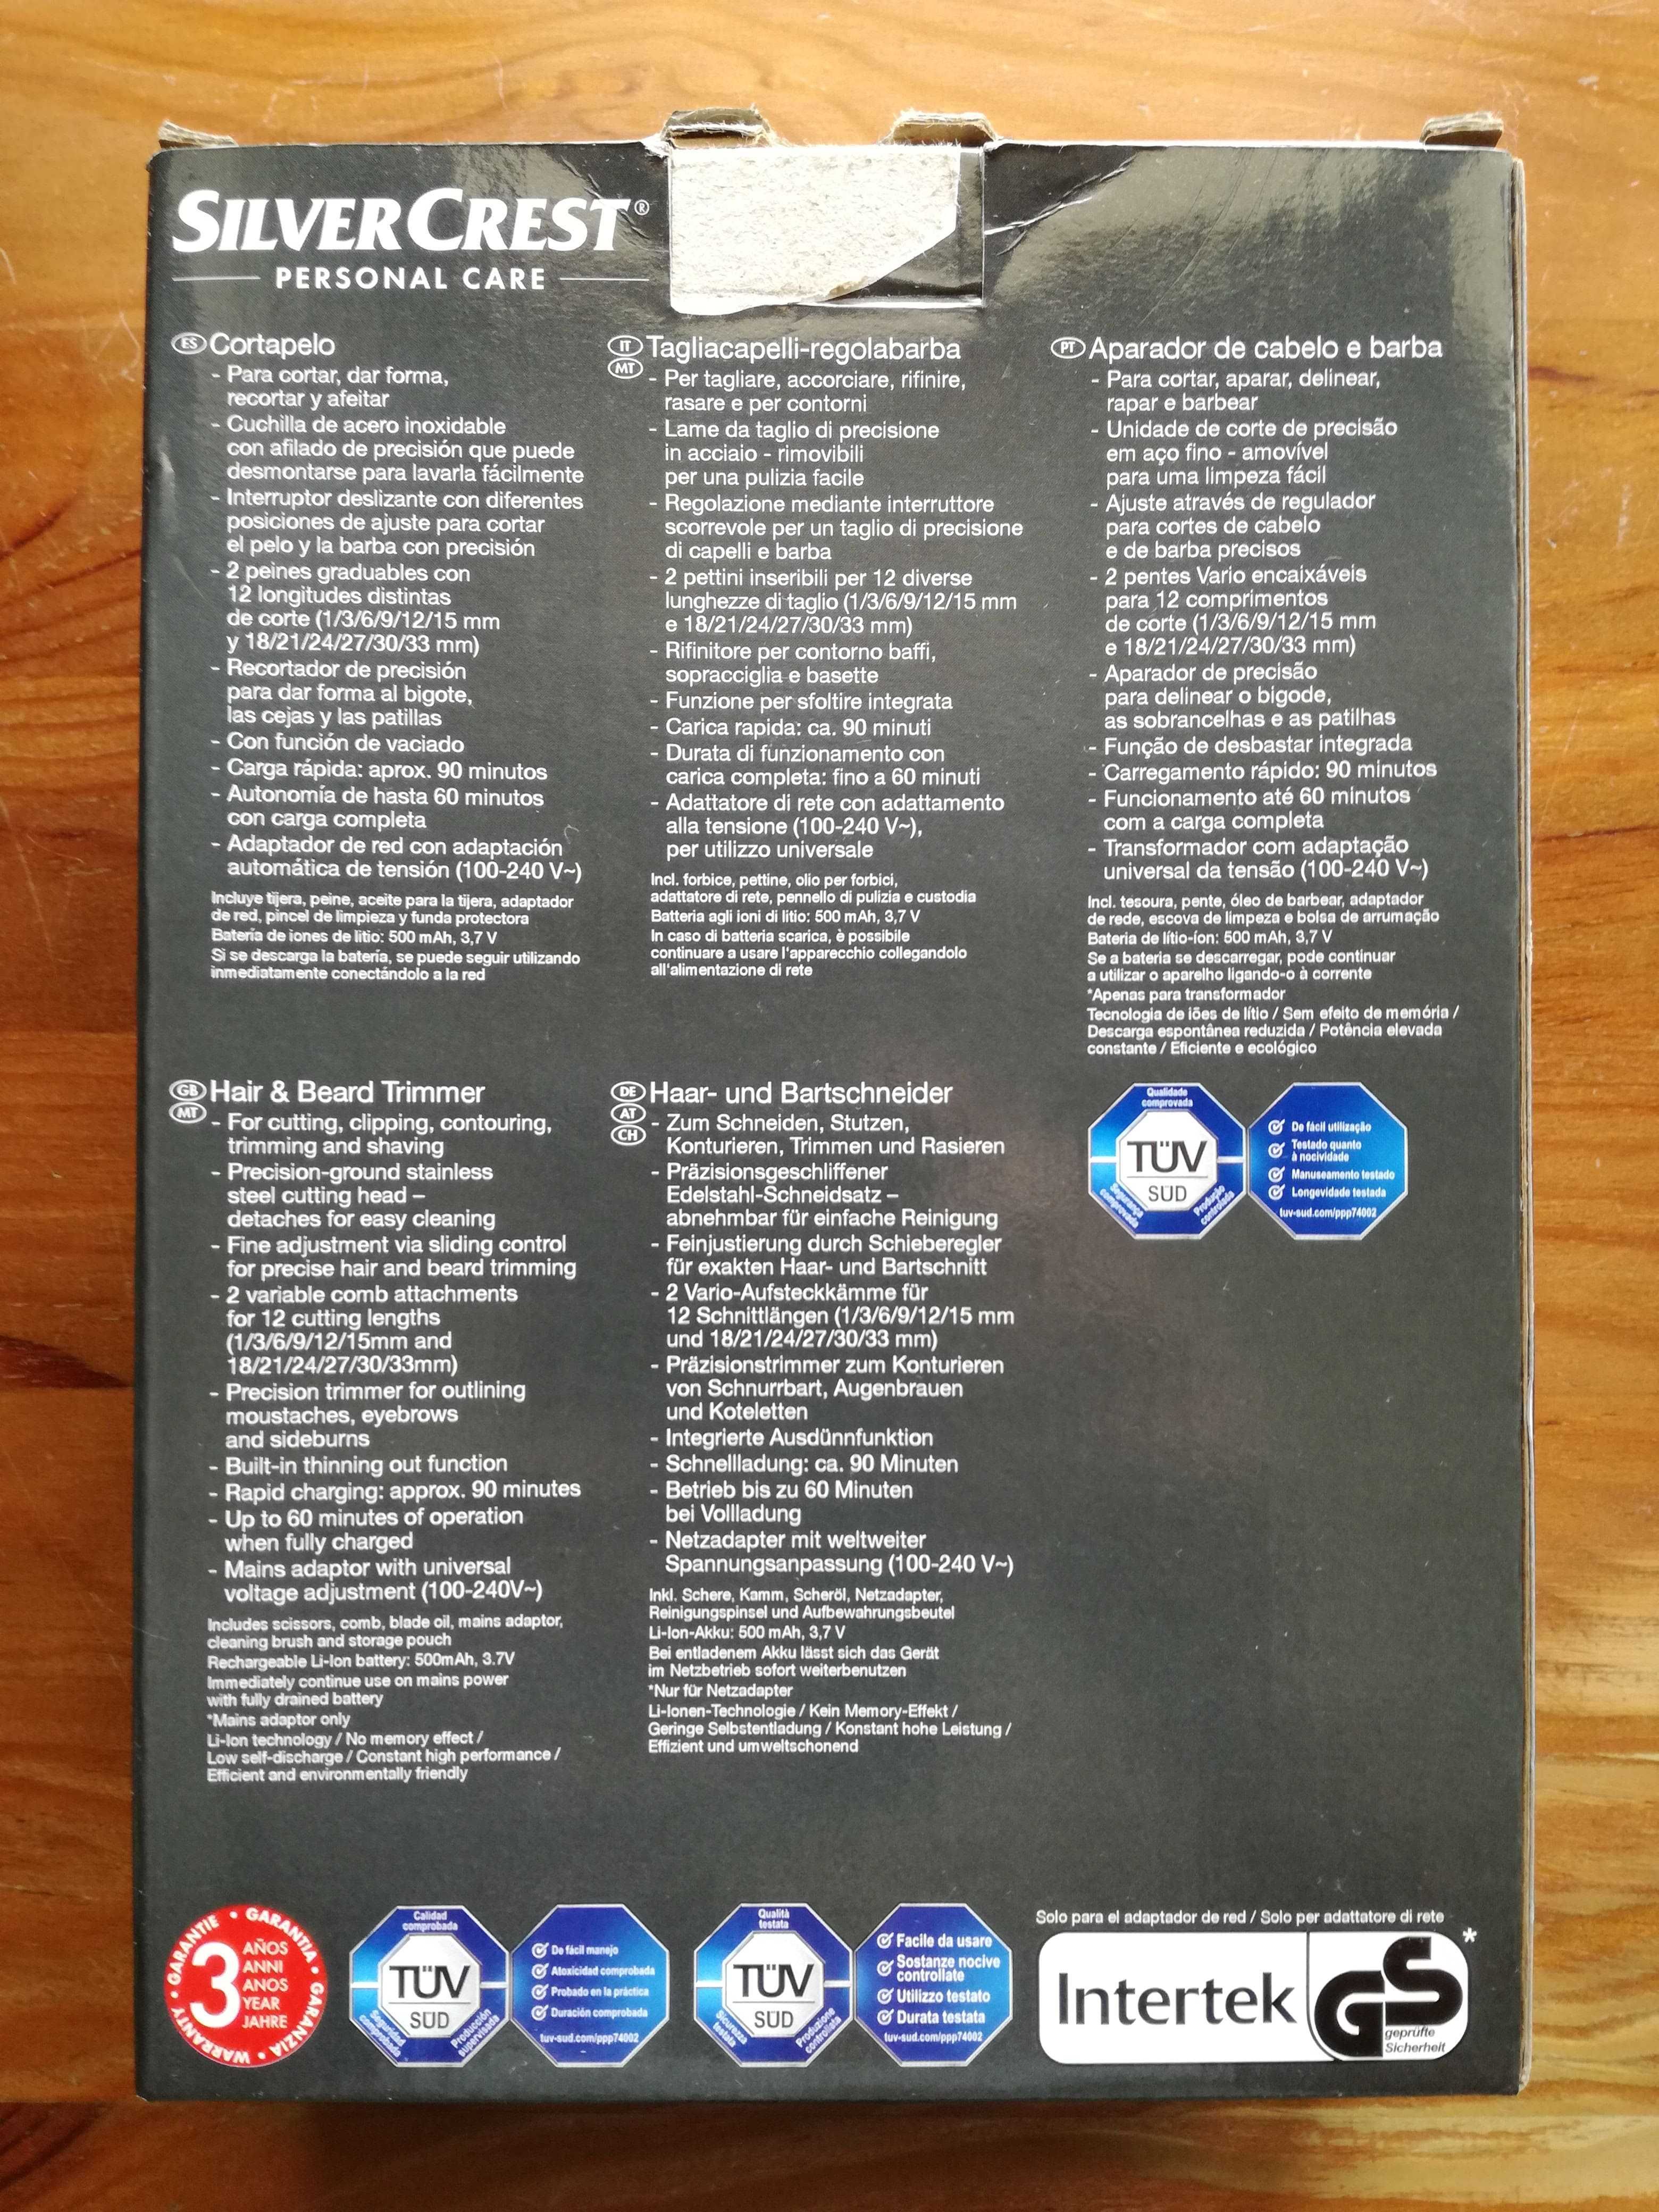 SILVERCREST®
PERSONAL CARE
ES Cortapelo
- Para cortar, dar forma,
recortar y afeitar
- Cuchilla de acero inoxidable
con afilado de precisión que puede
desmontarse para lavarla fácilmente
- Interruptor deslizante con diferentes
posiciones de ajuste para cortar
el pelo y la barba con precisión
- 2 peines graduables con
12 longitudes distintas
de corte (1/3/6/9/12/15 mm
y 18/21/24/27/30/33 mm)
- Recortador de precisión
para dar forma al bigote,
las cejas y las patillas
- Con función de vaciado
- Carga rápida: aprox. 90 minutos
- Autonomía de hasta 60 minutos
con carga completa
- Adaptador de red con adaptación
automática de tensión (100-240 V~)
Incluye tijera, peine, aceite para la tijera, adaptador
de red, pincel de limpieza y funda protectora
Batería de iones de litio: 500 mAh, 3,7 V
Si se descarga la batería, se puede seguir utilizando
inmediatamente conectándolo a la red
IT MT Tagliacapelli-regolabarba
- Per tagliare, accorciare, rifinire,
rasare e per contorni
- Lame da taglio di precisione
in acciaio - rimovibili
per una pulizia facile
- Regolazione mediante interruttore
scorrevole per un taglio di precisione
di capelli e barba
- 2 pettini inseribili per 12 diverse
lunghezze di taglio (1/3/6/9/12/15 mm
e 18/21/24/27/30/33 mm)
- Rifinitore per contorno baffi,
sopracciglia e basette
- Funzione per sfoltire integrata
- Carica rapida: ca. 90 minuti
- Durata di funzionamento con
carica completa: fino a 60 minuti
- Adattatore di rete con adattamento
alla tensione (100-240 V~),
per utilizzo universale
Incl. forbice, pettine, olio per forbici,
adattatore di rete, pennello di pulizia e custodia
Batteria agli ioni di litio: 500 mAh, 3,7 V
In caso di batteria scarica, è possibile
continuare a usare l'apparecchio collegandolo
all'alimentazione di rete
PT Aparador de cabelo e barba
- Para cortar, aparar, delinear,
rapar e barbear
- Unidade de corte de precisão
em aço fino - amovível
para uma limpeza fácil
- Ajuste através de regulador
para cortes de cabelo
e de barba precisos
- 2 pentes Vario encaixáveis
para 12 comprimentos
de corte (1/3/6/9/12/15 mm
e 18/21/24/27/30/33 mm)
- Aparador de precisão
para delinear o bigode,
as sobrancelhas e as patilhas
- Função de desbastar integrada
- Carregamento rápido: 90 minutos
- Funcionamento até 60 minutos
com a carga completa
- Transformador com adaptação
universal da tensão (100-240 V~)
Incl. tesoura, pente, óleo de barbear, adaptador
de rede, escova de limpeza e bolsa de arrumação
Bateria de lítio-íon: 500 mAh, 3,7 V
Se a bateria se descarregar, pode continuar
a utilizar o aparelho ligando-o à corrente
*Apenas para transformador
Tecnologia de iões de lítio / Sem efeito de memória /
Descarga espontânea reduzida / Potência elevada
constante / Eficiente e ecológico
Qualidade
comprovada
TÜV
SÜD
Segurança
comprovada
Produção
controlada
De fácil utilização
Testado quanto
à nocividade
Manuseamento testado
Longevidade testada
tuv-sud.com/ppp74002
GB MT Hair & Beard Trimmer
- For cutting, clipping, contouring,
trimming and shaving
- Precision-ground stainless
steel cutting head –
detaches for easy cleaning
- Fine adjustment via sliding control
for precise hair and beard trimming
- 2 variable comb attachments
for 12 cutting lengths
(1/3/6/9/12/15mm and
18/21/24/27/30/33mm)
- Precision trimmer for outlining
moustaches, eyebrows
and sideburns
- Built-in thinning out function
- Rapid charging: approx. 90 minutes
- Up to 60 minutes of operation
when fully charged
- Mains adaptor with universal
voltage adjustment (100-240V~)
Includes scissors, comb, blade oil, mains adaptor,
cleaning brush and storage pouch
Rechargeable Li-Ion battery: 500mAh, 3.7V
Immediately continue use on mains power
with fully drained battery
*Mains adaptor only
Li-Ion technology / No memory effect /
Low self-discharge / Constant high performance /
Efficient and environmentally friendly
DE AT CH Haar- und Bartschneider
- Zum Schneiden, Stutzen,
Konturieren, Trimmen und Rasieren
- Präzisionsgeschliffener
Edelstahl-Schneidsatz –
abnehmbar für einfache Reinigung
- Feinjustierung durch Schieberegler
für exakten Haar- und Bartschnitt
- 2 Vario-Aufsteckkämme für
12 Schnittlängen (1/3/6/9/12/15 mm
und 18/21/24/27/30/33 mm)
- Präzisionstrimmer zum Konturieren
von Schnurrbart, Augenbrauen
und Koteletten
- Integrierte Ausdünnfunktion
- Schnellladung: ca. 90 Minuten
- Betrieb bis zu 60 Minuten
bei Vollladung
- Netzadapter mit weltweiter
Spannungsanpassung (100-240 V~)
Inkl. Schere, Kamm, Scheröl, Netzadapter,
Reinigungspinsel und Aufbewahrungsbeutel
Li-Ion-Akku: 500 mAh, 3,7 V
Bei entladenem Akku lässt sich das Gerät
im Netzbetrieb sofort weiterbenutzen
*Nur für Netzadapter
Li-Ionen-Technologie / Kein Memory-Effekt /
Geringe Selbstentladung / Konstant hohe Leistung /
Effizient und umweltschonend
GARANTIE • GARANTIA • GARANZIA • WARRANTY •
3
AÑOS
ANNI
ANOS
YEAR
JAHRE
Calidad
comprobada
TÜV
SÜD
Seguridad
comprobada
Producción
supervisada
De fácil manejo
Atoxicidad comprobada
Probado en la práctica
Duración comprobada
tuv-sud.com/ppp74002
Qualità
testata
TÜV
SÜD
Sicurezza
testata
Produzione
controllata
Facile da usare
Sostanze nocive
controllate
Utilizzo testato
Durata testata
tuv-sud.com/ppp74002
Solo para el adaptador de red / Solo per adattatore di rete
*
Intertek
GS
geprüfte
Sicherheit